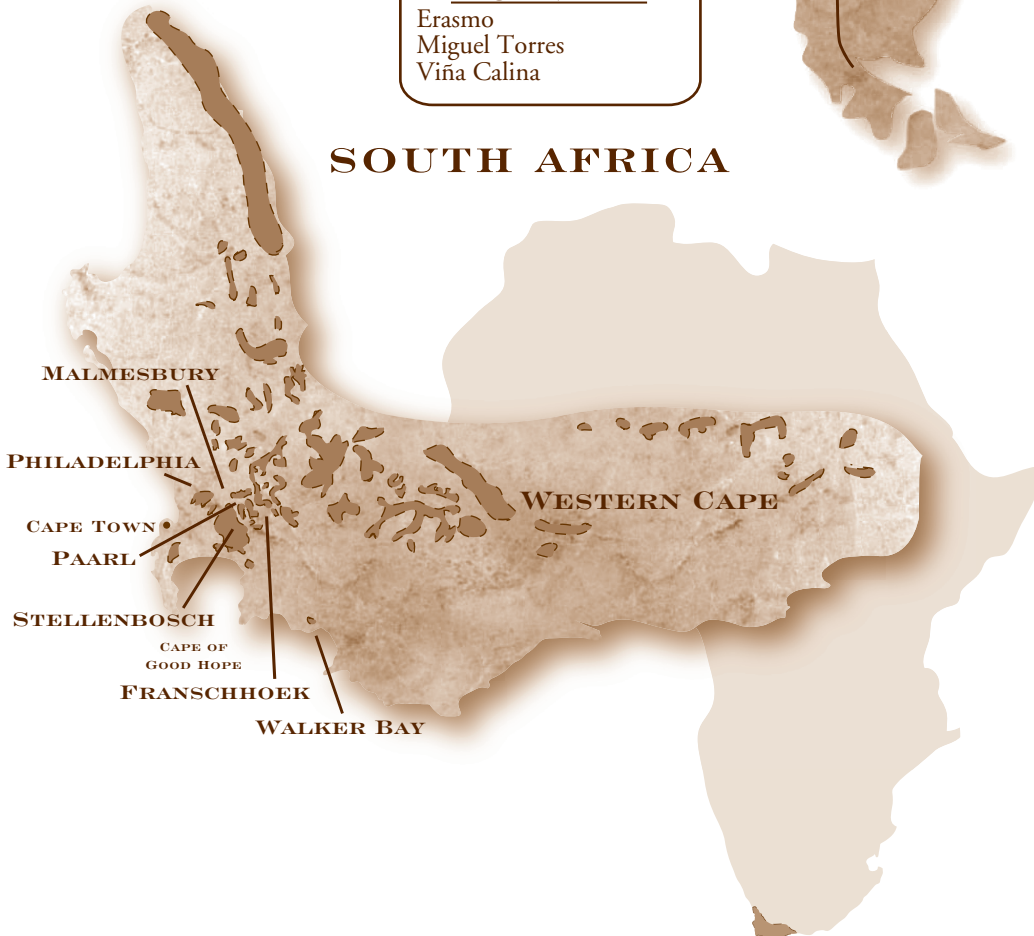 Erasmo
Miguel Torres
Viña Calina
SOUTH AFRICA
MALMESBURY
PHILADELPHIA
WESTERN CAPE
CAPE TOWN
PAARL
STELLENBOSCH
CAPE OF
GOOD HOPE
FRANSCHHOEK
WALKER BAY